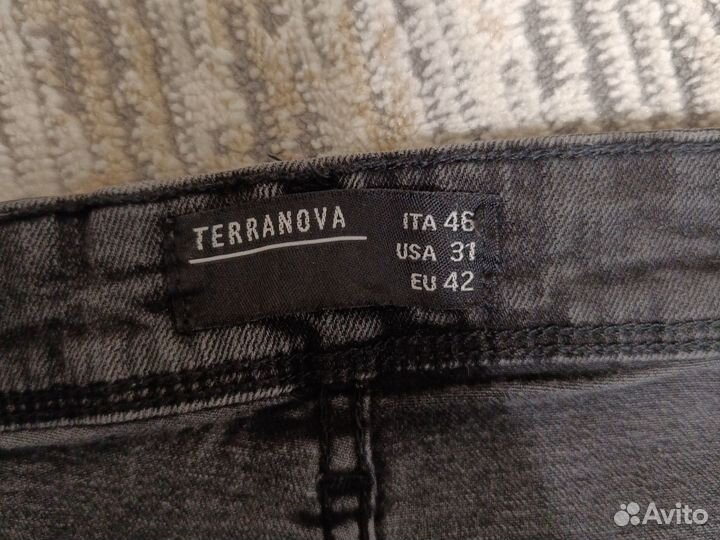 TERRANOVA
ITA 46
USA 31
EU 42
Avito